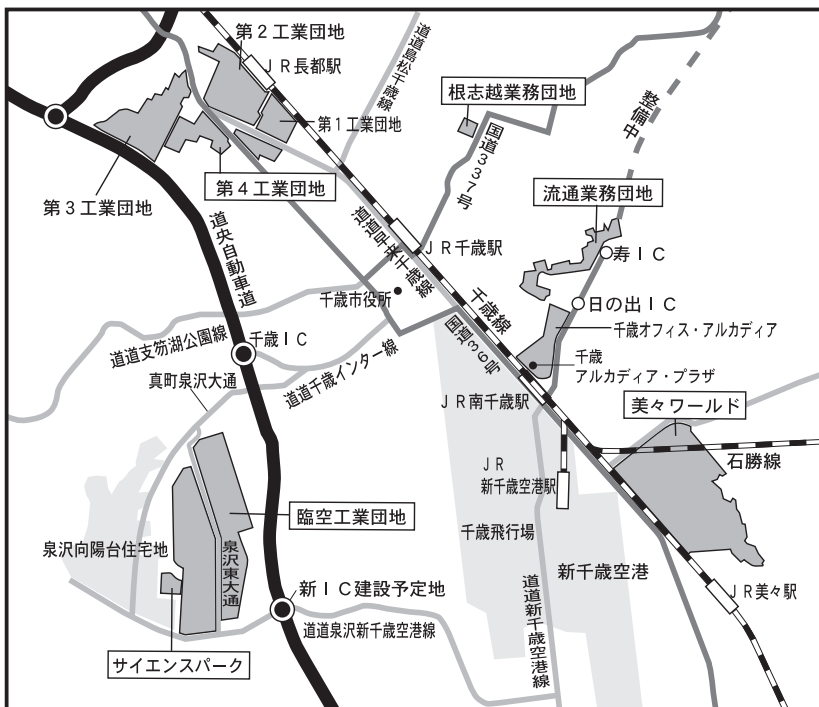 第2工業団地
JR長都駅
道道島松千歳線
根志越業務団地
整備中
第1工業団地
国道337号
第4工業団地
第3工業団地
流通業務団地
道央自動車道
道道早来千歳線
JR千歳駅
寿IC
千歳市役所
千歳線
日の出IC
千歳オフィス・アルカディア
国道36号
道道支笏湖公園線
千歳IC
千歳
アルカディア・プラザ
道道千歳インター線
真町泉沢大通
JR南千歳駅
美々ワールド
石勝線
JR
新千歳空港駅
臨空工業団地
千歳飛行場
泉沢向陽台住宅地
泉沢東大通
新千歳空港
新IC建設予定地
JR美々駅
道道泉沢新千歳空港線
道道新千歳空港線
サイエンスパーク